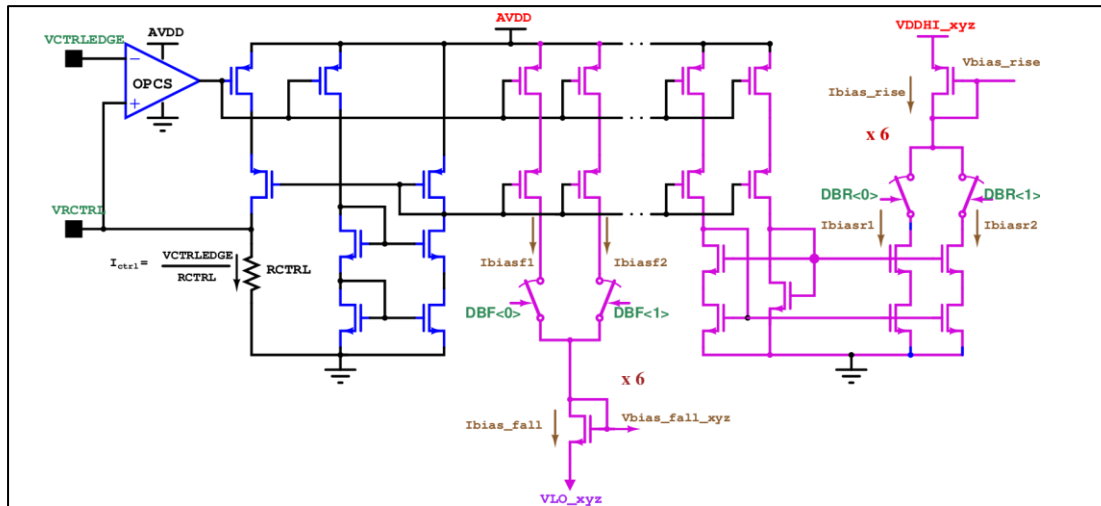 AVDD
VDDHI_xyz
VCTRLEDGE
AVDD
−
OPCS
+
Vbias_rise
Ibias_rise
x 6
DBR<0>
DBR<1>
VRCTRL
Ibiasr1
Ibiasr2
Ictrl= VCTRLEDGE
RCTRL
RCTRL
Ibiasf1
Ibiasf2
DBF<0>
DBF<1>
x 6
Ibias_fall
Vbias_fall_xyz
VLO_xyz